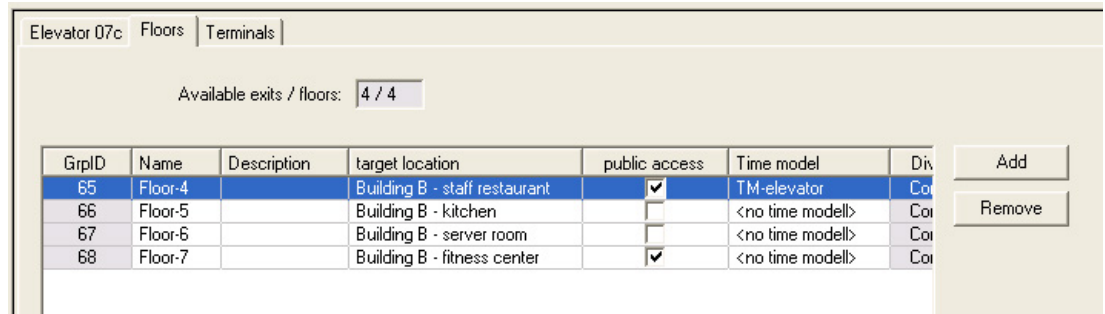 Elevator 07c Floors Terminals
Available exits / floors: 4 / 4
GrpID Name Description target location public access Time model Div Add
65 Floor-4 Building B - staff restaurant TM-elevator Cor
66 Floor-5 Building B - kitchen <no time modell> Cor Remove
67 Floor-6 Building B - server room <no time modell> Cor
68 Floor-7 Building B - fitness center <no time modell> Cor